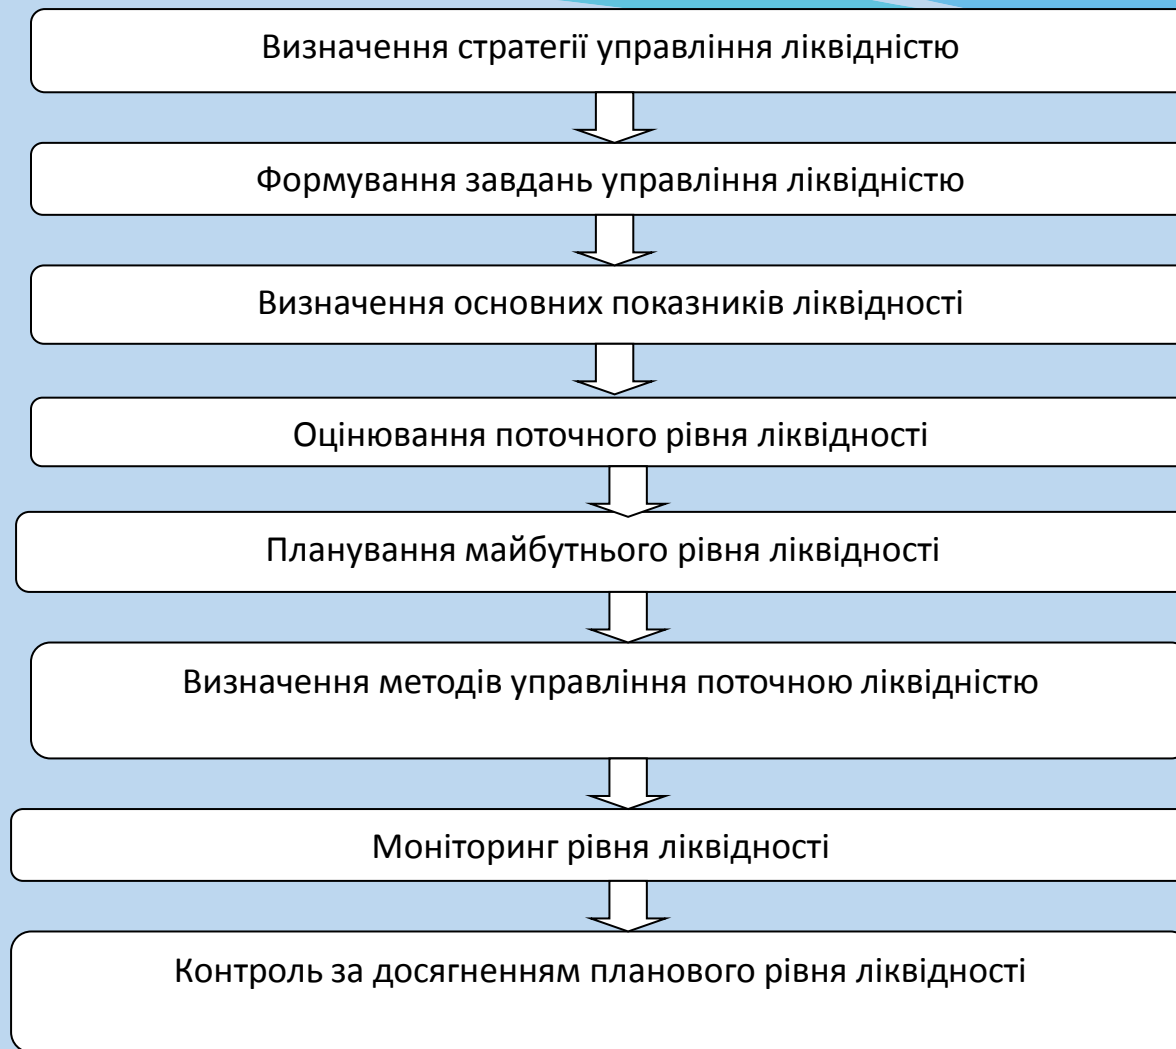 Визначення стратегії управління ліквідністю
Формування завдань управління ліквідністю
Визначення основних показників ліквідності
Оцінювання поточного рівня ліквідності
Планування майбутнього рівня ліквідності
Визначення методів управління поточною ліквідністю
Моніторинг рівня ліквідності
Контроль за досягненням планового рівня ліквідності